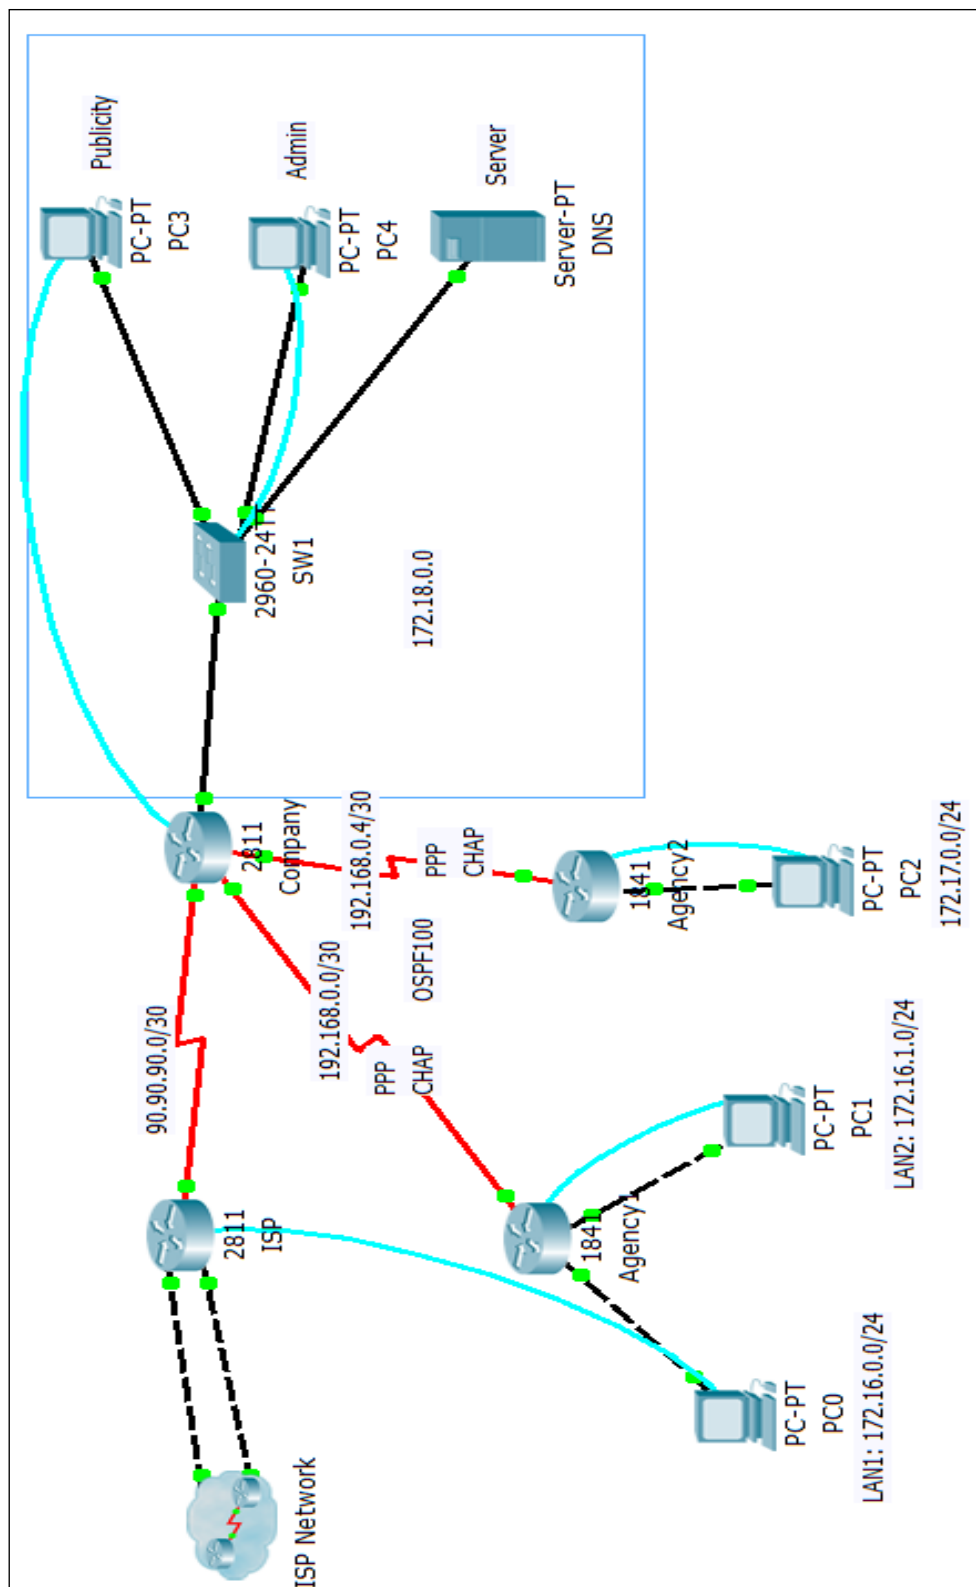 ISP Network
2811
ISP
90.90.90.0/30
2811
Company
192.168.0.0/30
PPP
CHAP
OSPF100
192.168.0.4/30
PPP
CHAP
1841
Agency1
PC-PT
PC0
LAN1: 172.16.0.0/24
PC-PT
PC1
LAN2: 172.16.1.0/24
1841
Agency2
PC-PT
PC2
172.17.0.0/24
2960-24TT
SW1
172.18.0.0
Publicity
PC-PT
PC3
Admin
PC-PT
PC4
Server
Server-PT
DNS